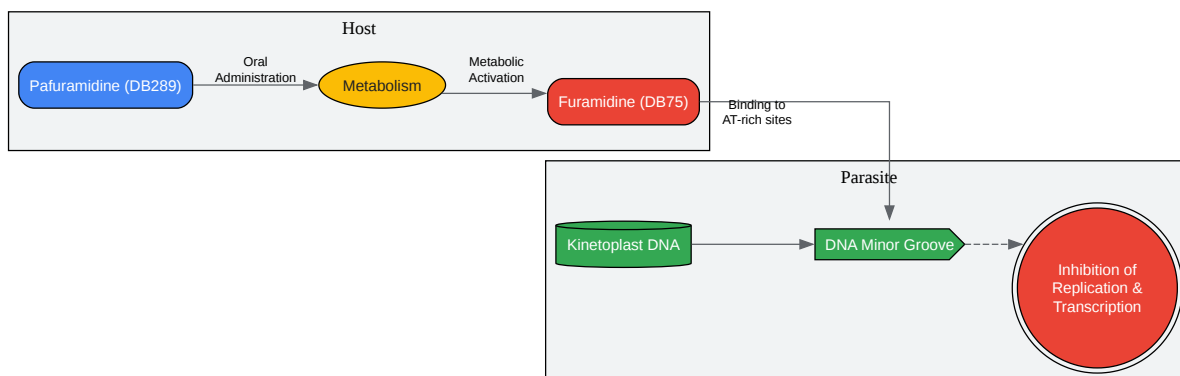 Host
Pafuramidine (DB289)
Oral
Administration
Metabolism
Metabolic
Activation
Furamidine (DB75)
Binding to
AT-rich sites
Parasite
Kinetoplast DNA
DNA Minor Groove
Inhibition of
Replication &
Transcription